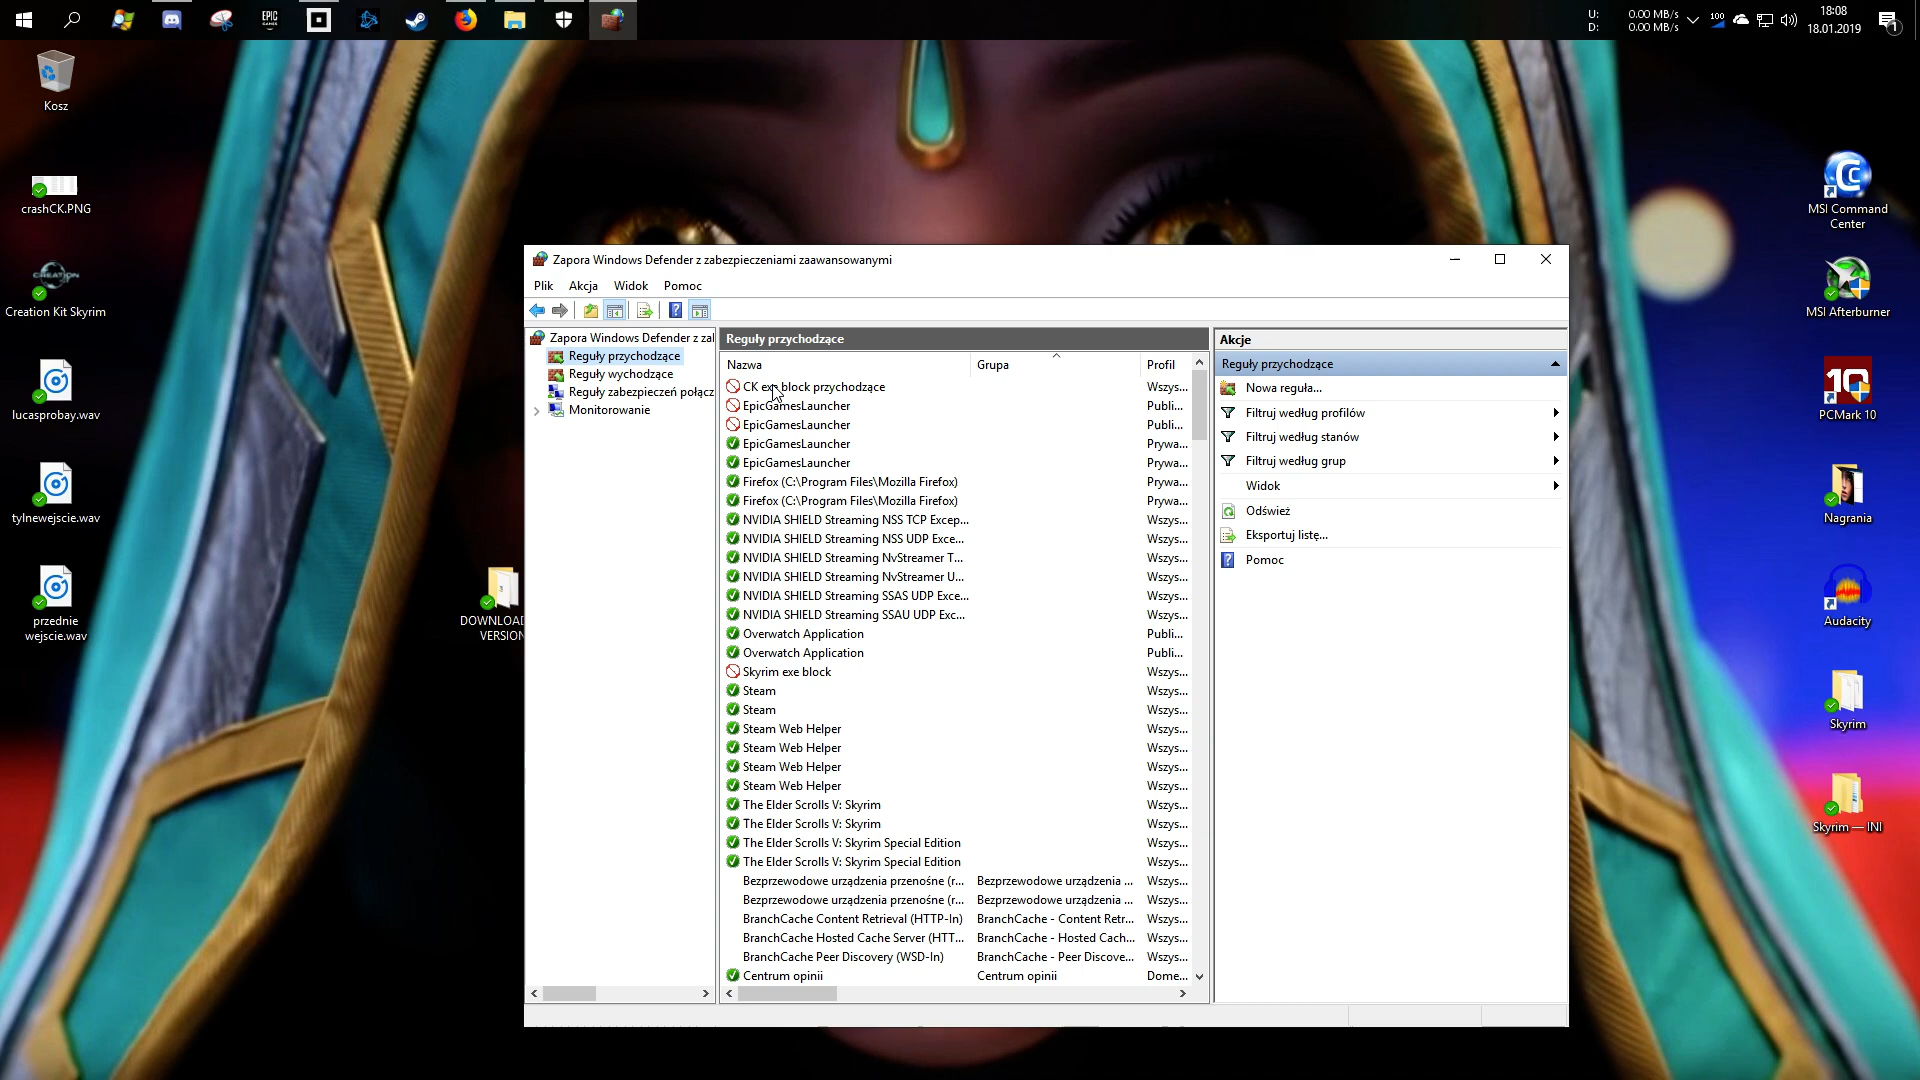 EPIC
GAMES
U:
D:
0.00 MB/s
0.00 MB/s
100
18:08
18.01.2019
1
Kosz
crashCK.PNG
CREATION
KIT
Creation Kit Skyrim
lucasprobay.wav
tylnewejscie.wav
przednie
wejscie.wav
DOWNLOAD
VERSION
MSI Command
Center
MSI Afterburner
10
PCMark 10
Nagrania
Audacity
Skyrim
Skyrim — INI
Zapora Windows Defender z zabezpieczeniami zaawansowanymi
Plik Akcja Widok Pomoc
Zapora Windows Defender z zal
Reguły przychodzące
Reguły wychodzące
Reguły zabezpieczeń połącz
Monitorowanie
Reguły przychodzące
Nazwa Grupa Profil
CK exe block przychodzące Wszys...
EpicGamesLauncher Publi...
EpicGamesLauncher Publi...
EpicGamesLauncher Prywa...
EpicGamesLauncher Prywa...
Firefox (C:\Program Files\Mozilla Firefox) Prywa...
Firefox (C:\Program Files\Mozilla Firefox) Prywa...
NVIDIA SHIELD Streaming NSS TCP Excep... Wszys...
NVIDIA SHIELD Streaming NSS UDP Exce... Wszys...
NVIDIA SHIELD Streaming NvStreamer T... Wszys...
NVIDIA SHIELD Streaming NvStreamer U... Wszys...
NVIDIA SHIELD Streaming SSAS UDP Exce... Wszys...
NVIDIA SHIELD Streaming SSAU UDP Exc... Wszys...
Overwatch Application Publi...
Overwatch Application Publi...
Skyrim exe block Wszys...
Steam Wszys...
Steam Wszys...
Steam Web Helper Wszys...
Steam Web Helper Wszys...
Steam Web Helper Wszys...
Steam Web Helper Wszys...
The Elder Scrolls V: Skyrim Wszys...
The Elder Scrolls V: Skyrim Wszys...
The Elder Scrolls V: Skyrim Special Edition Wszys...
The Elder Scrolls V: Skyrim Special Edition Wszys...
Bezprzewodowe urządzenia przenośne (r... Bezprzewodowe urządzenia ... Wszys...
Bezprzewodowe urządzenia przenośne (r... Bezprzewodowe urządzenia ... Wszys...
BranchCache Content Retrieval (HTTP-In) BranchCache - Content Retr... Wszys...
BranchCache Hosted Cache Server (HTT... BranchCache - Hosted Cach... Wszys...
BranchCache Peer Discovery (WSD-In) BranchCache - Peer Discove... Wszys...
Centrum opinii Centrum opinii Dome...
Akcje
Reguły przychodzące
Nowa reguła...
Filtruj według profilów
Filtruj według stanów
Filtruj według grup
Widok
Odśwież
Eksportuj listę...
Pomoc